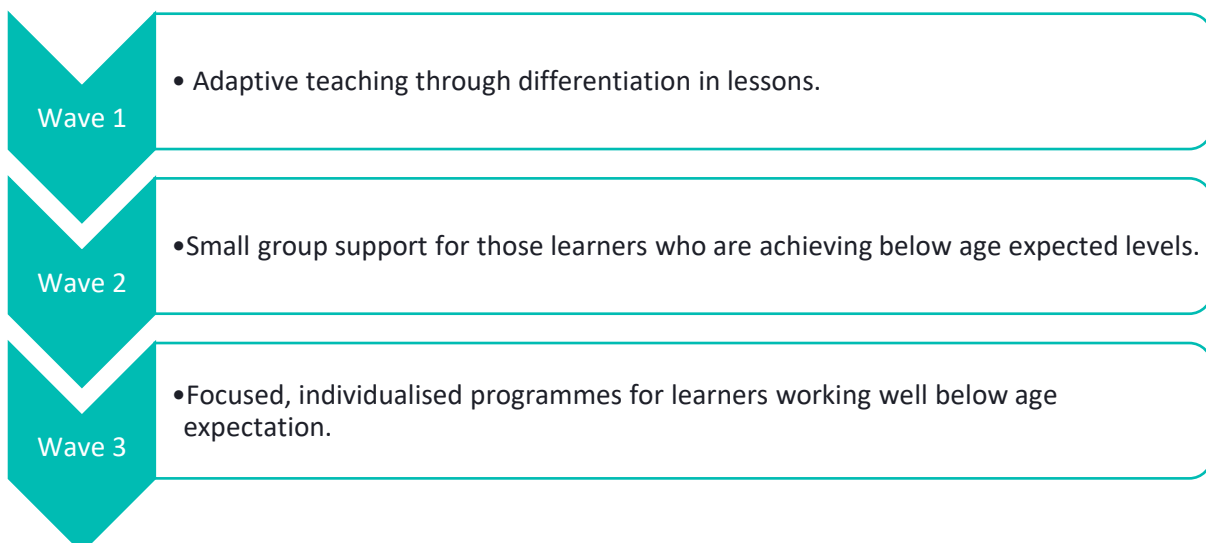 Wave 1
• Adaptive teaching through differentiation in lessons.
Wave 2
•Small group support for those learners who are achieving below age expected levels.
Wave 3
•Focused, individualised programmes for learners working well below age
expectation.